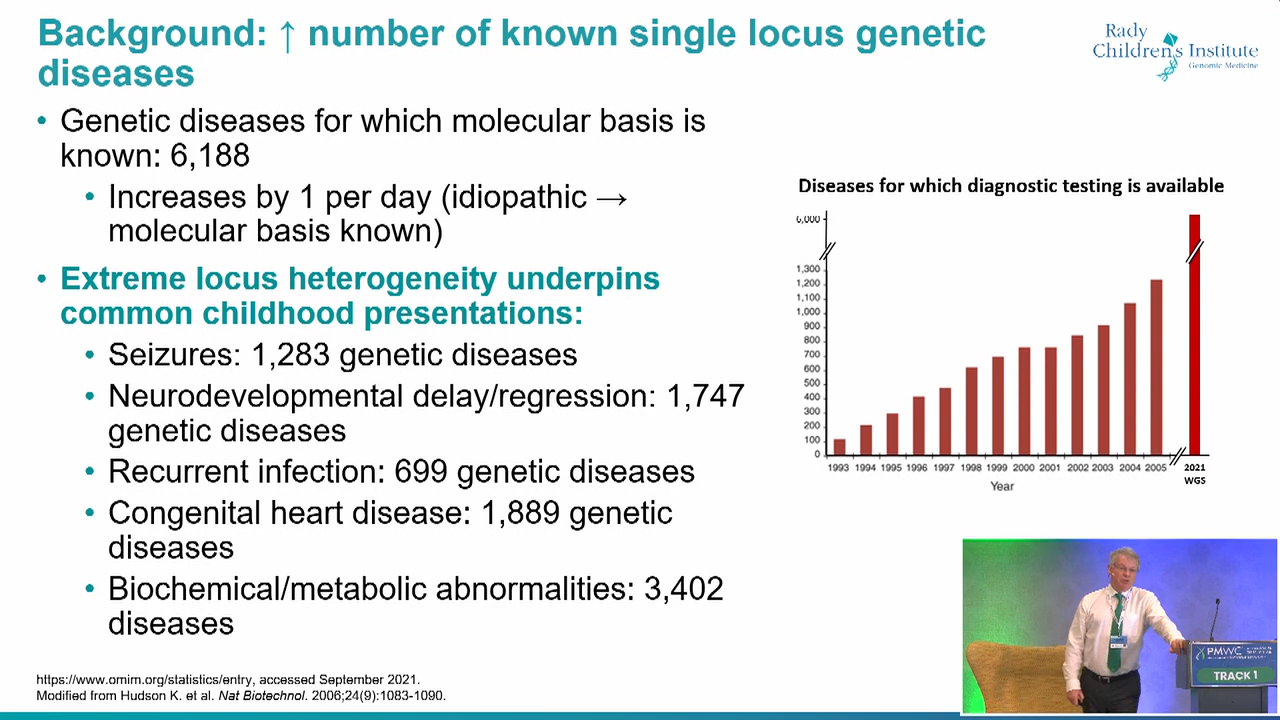 Background: ↑ number of known single locus genetic
diseases
Rady
Children's Institute
Genomic Medicine
• Genetic diseases for which molecular basis is
known: 6,188
• Increases by 1 per day (idiopathic →
molecular basis known)
• Extreme locus heterogeneity underpins
common childhood presentations:
• Seizures: 1,283 genetic diseases
• Neurodevelopmental delay/regression: 1,747
genetic diseases
• Recurrent infection: 699 genetic diseases
• Congenital heart disease: 1,889 genetic
diseases
• Biochemical/metabolic abnormalities: 3,402
diseases
Diseases for which diagnostic testing is available
6,000
1,300
1,200
1,100
1,000
900
800
700
600
500
400
300
200
100
0
1993 1994 1995 1996 1997 1998 1999 2000 2001 2002 2003 2004 2005 2021
WGS
Year
PMWC
TRACK 1
https://www.omim.org/statistics/entry, accessed September 2021.
Modified from Hudson K. et al. Nat Biotechnol. 2006;24(9):1083-1090.